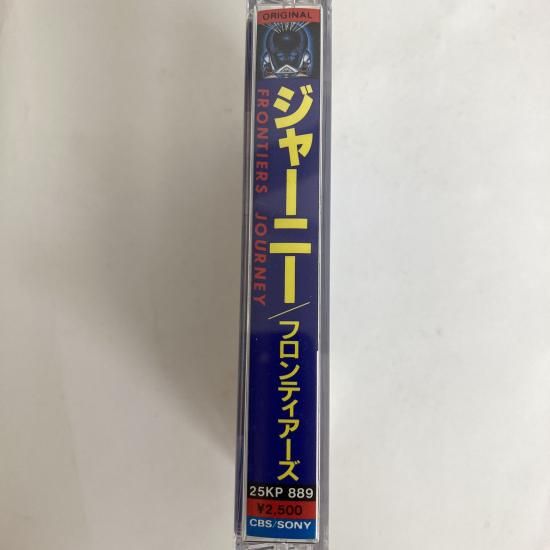 ORIGINAL
ジャーニー/フロンティアーズ
FRONTIERS JOURNEY
25KP 889
¥2,500
CBS/SONY